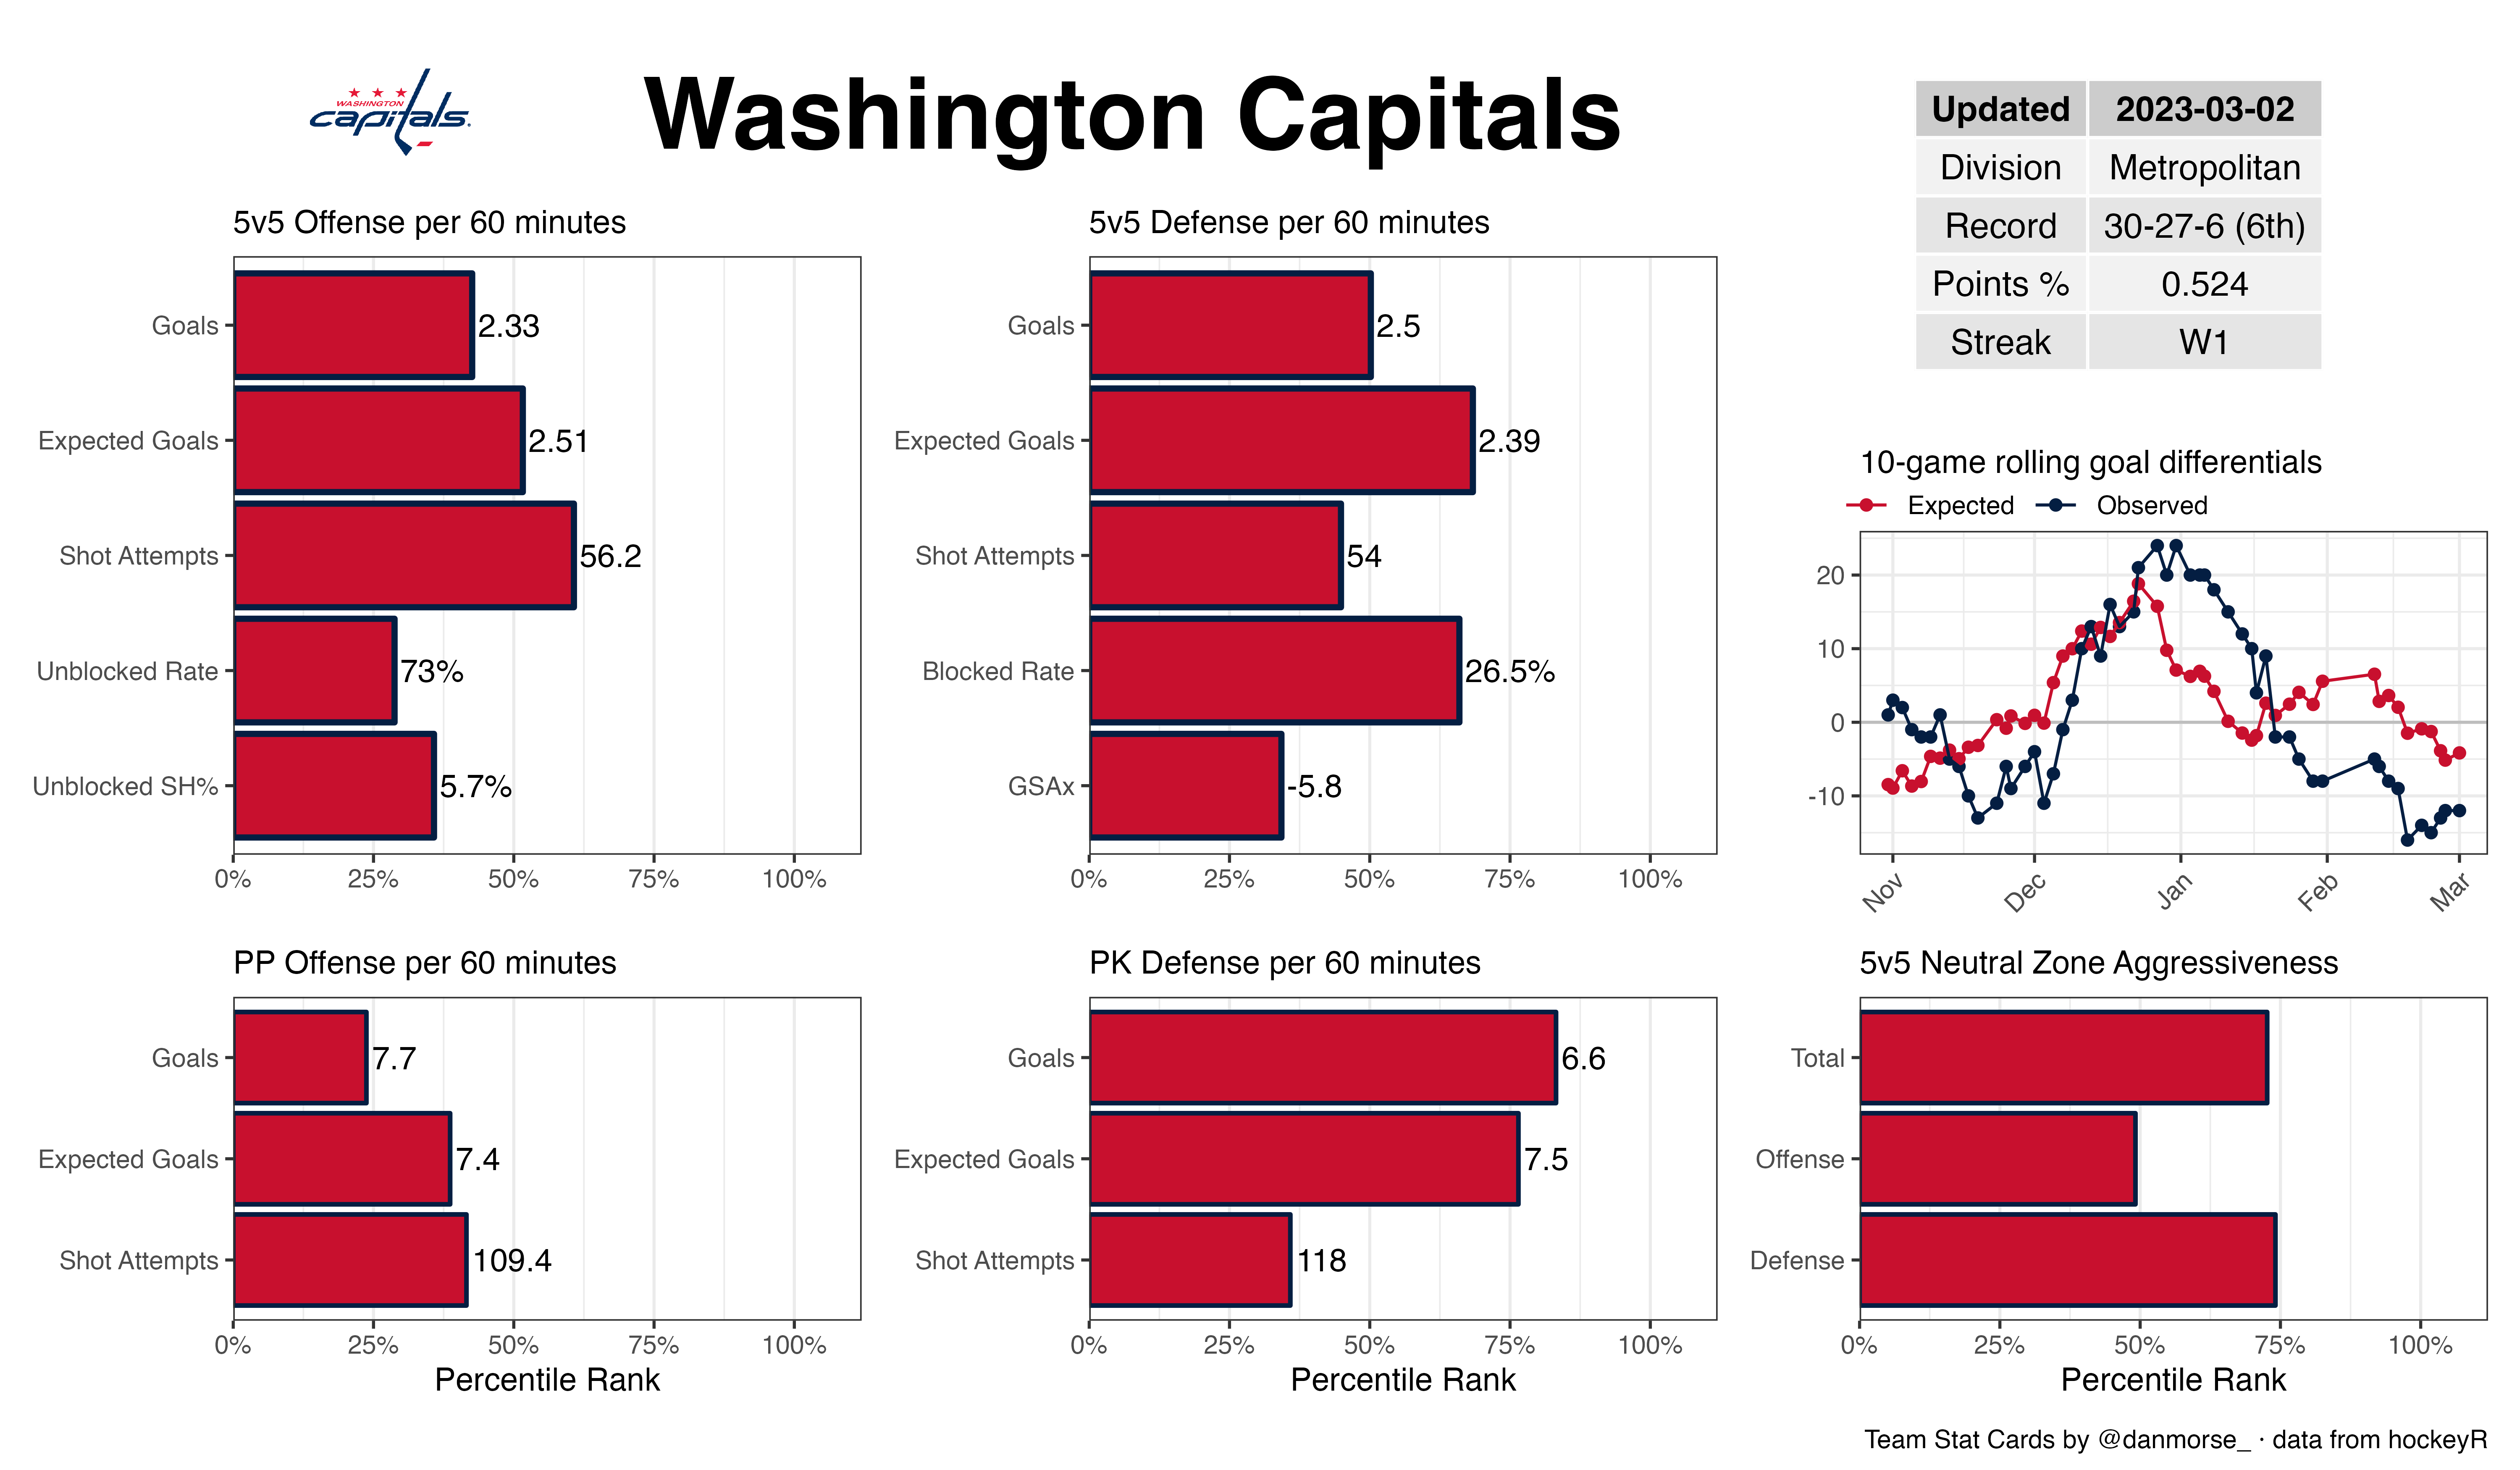 WASHINGTON
capitals.
Washington Capitals
Updated 2023-03-02
Division Metropolitan
Record 30-27-6 (6th)
Points % 0.524
Streak W1
5v5 Offense per 60 minutes
Goals 2.33
Expected Goals 2.51
Shot Attempts 56.2
Unblocked Rate 73%
Unblocked SH% 5.7%
0% 25% 50% 75% 100%
5v5 Defense per 60 minutes
Goals 2.5
Expected Goals 2.39
Shot Attempts 54
Blocked Rate 26.5%
GSAx -5.8
0% 25% 50% 75% 100%
10-game rolling goal differentials
Expected Observed
20
10
0
-10
Nov Dec Jan Feb Mar
PP Offense per 60 minutes
Goals 7.7
Expected Goals 7.4
Shot Attempts 109.4
0% 25% 50% 75% 100%
Percentile Rank
PK Defense per 60 minutes
Goals 6.6
Expected Goals 7.5
Shot Attempts 118
0% 25% 50% 75% 100%
Percentile Rank
5v5 Neutral Zone Aggressiveness
Total
Offense
Defense
0% 25% 50% 75% 100%
Percentile Rank
Team Stat Cards by @danmorse_ · data from hockeyR